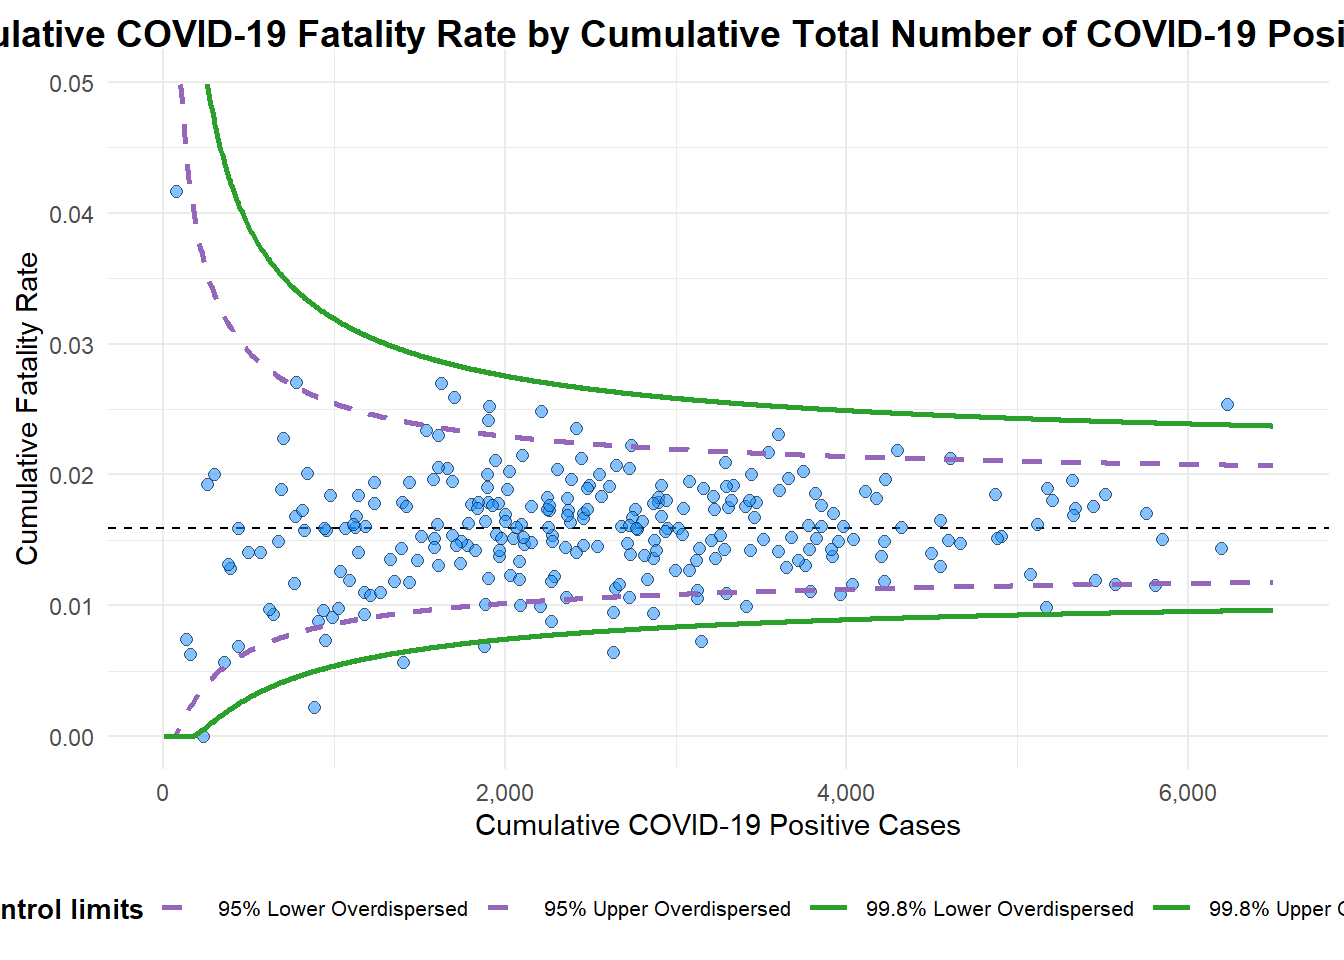 ulative COVID-19 Fatality Rate by Cumulative Total Number of COVID-19 Posi
0.05
0.04
0.03
0.02
0.01
0.00
Cumulative Fatality Rate
0 2,000 4,000 6,000
Cumulative COVID-19 Positive Cases
ntrol limits 95% Lower Overdispersed 95% Upper Overdispersed 99.8% Lower Overdispersed 99.8% Upper O